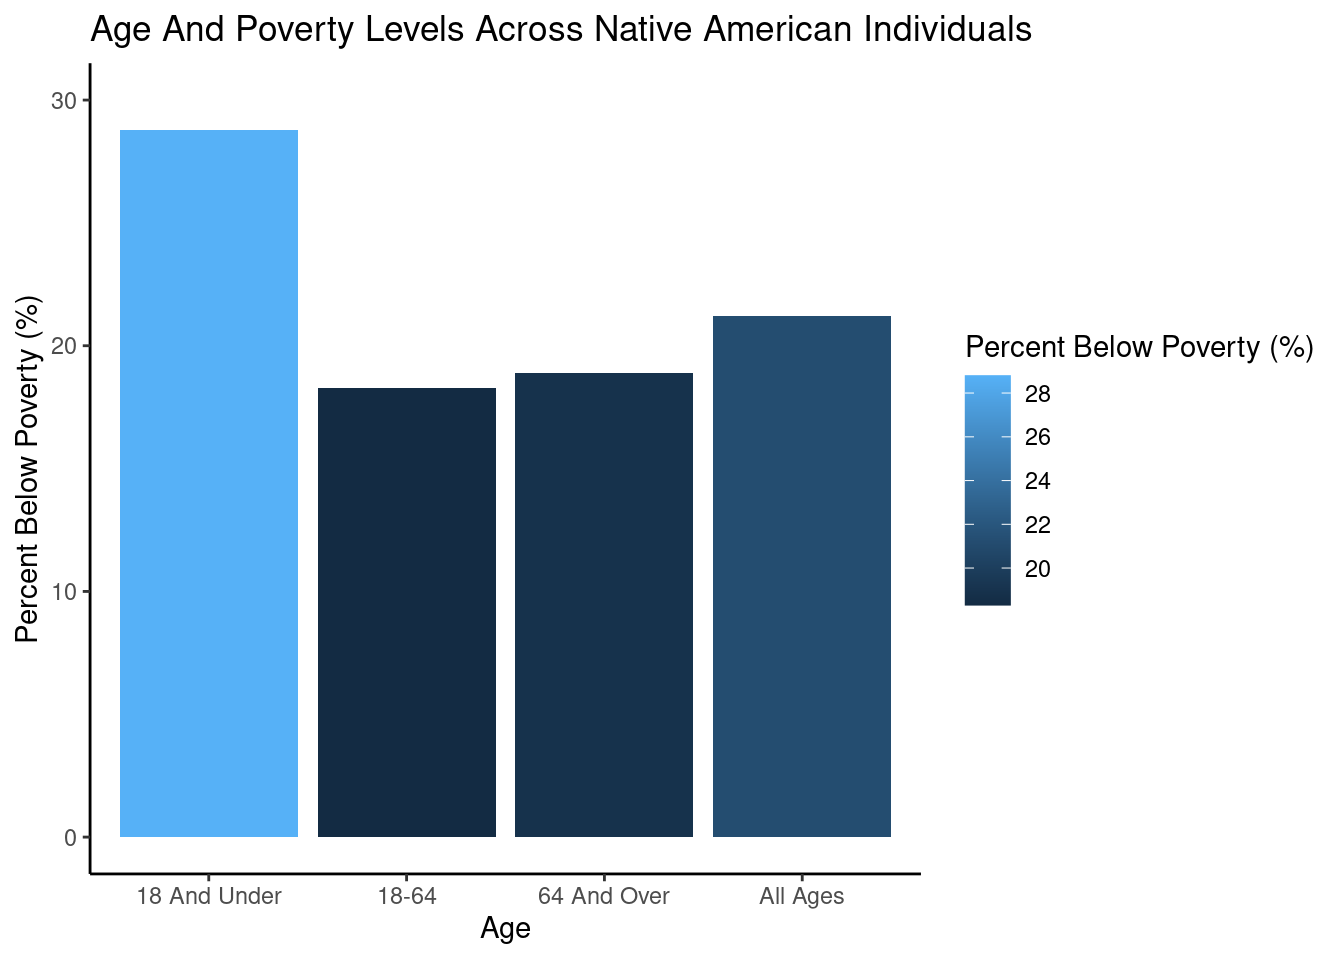 Age And Poverty Levels Across Native American Individuals
Percent Below Poverty (%)
30
20
10
0
18 And Under
18-64
64 And Over
All Ages
Age
Percent Below Poverty (%)
28
26
24
22
20